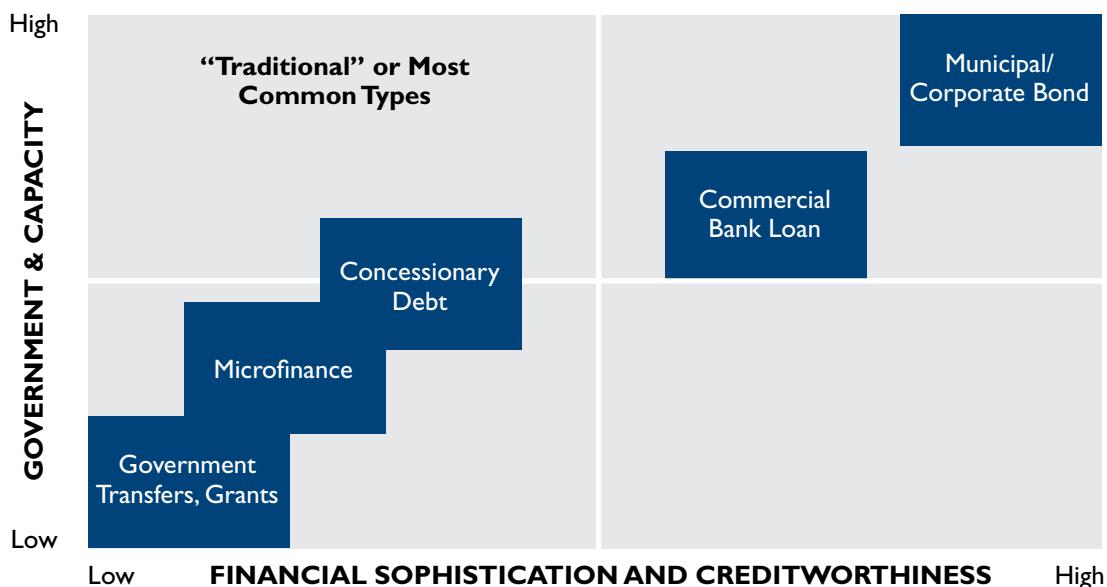 High
“Traditional” or Most
Common Types
Municipal/
Corporate Bond
Commercial
Bank Loan
Concessionary
Debt
Microfinance
Government
Transfers, Grants
GOVERNMENT & CAPACITY
Low
Low
FINANCIAL SOPHISTICATION AND CREDITWORTHINESS
High